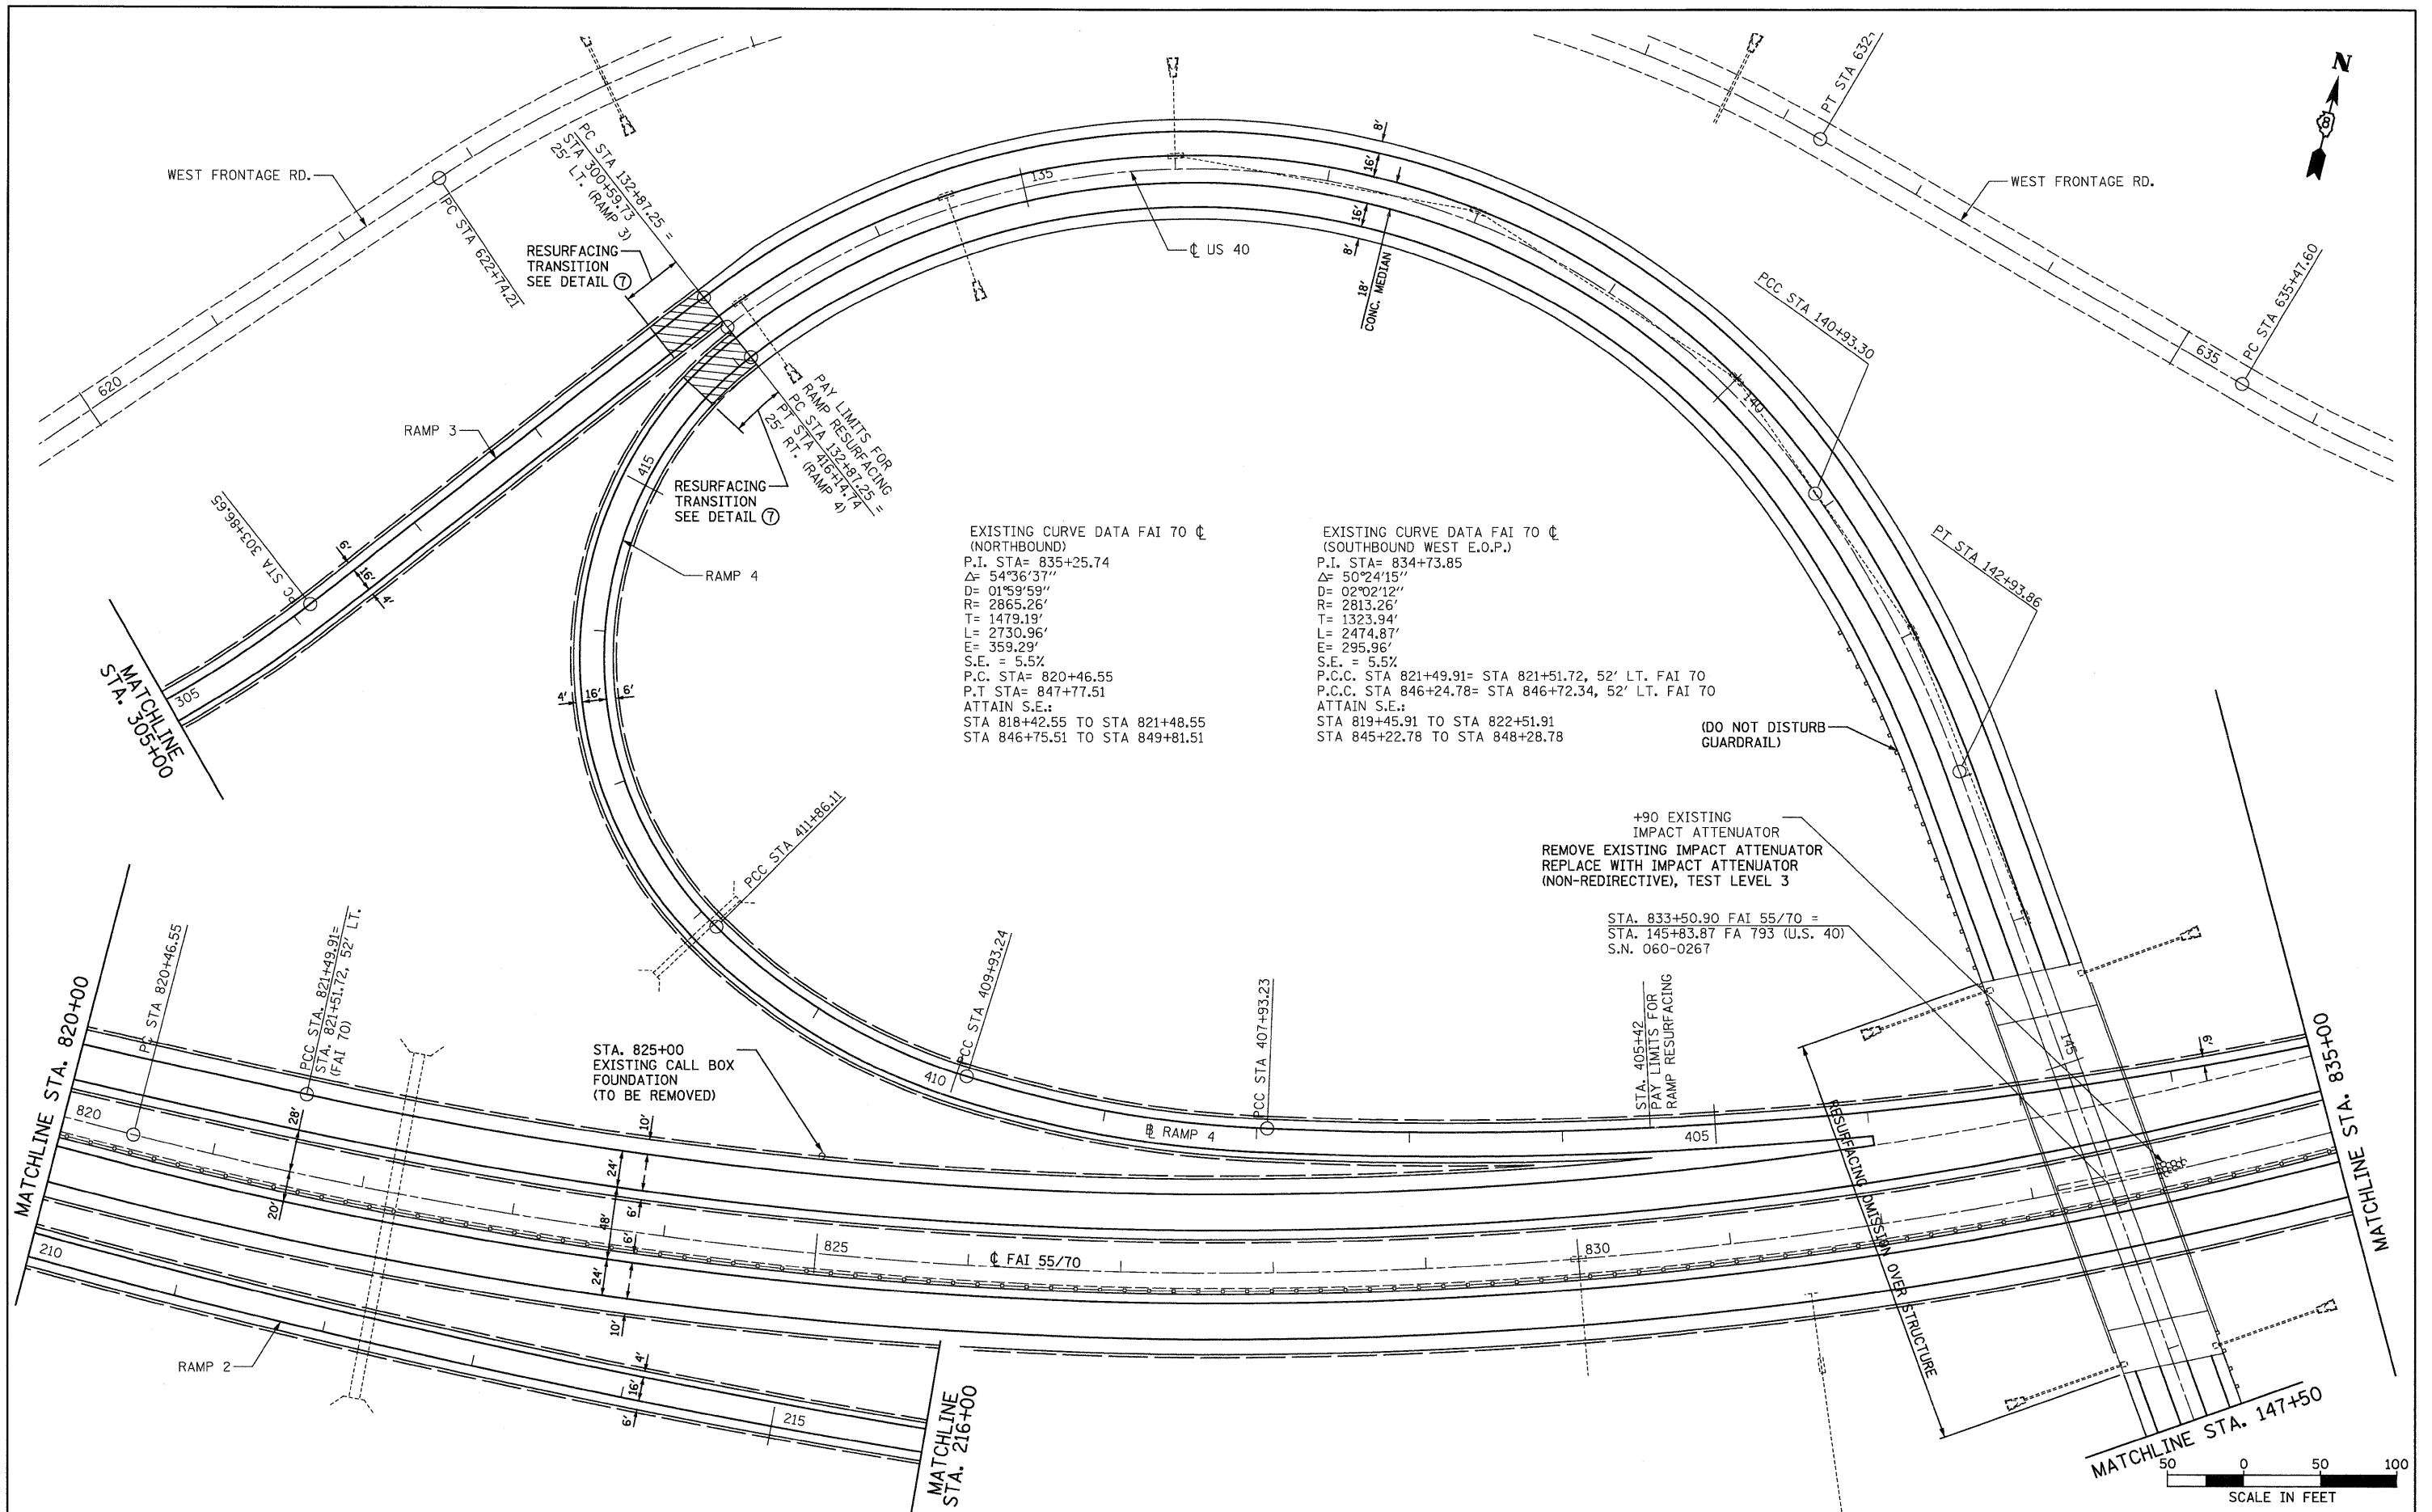 N
WEST FRONTAGE RD.
PC STA 622+74.21
620
PC STA 132+87.25 =
STA 300+59.73
25' LT. (RAMP 3)
RESURFACING
TRANSITION
SEE DETAIL 7
RAMP 3
PC STA 303+86.65
6'
16'
4'
305
MATCHLINE
STA. 305+00
135
℄ US 40
8'
16'
16'
8'
18'
CONC. MEDIAN
PT STA 632+
WEST FRONTAGE RD.
635
PC STA 635+47.60
PCC STA 140+93.30
140
PT STA 142+93.86
PAY LIMITS FOR
RAMP RESURFACING
PC STA 132+87.25 =
PT STA 416+14.74
25' RT. (RAMP 4)
415
RESURFACING
TRANSITION
SEE DETAIL 7
RAMP 4
4'
16'
6'
EXISTING CURVE DATA FAI 70 ℄
(NORTHBOUND)
P.I. STA= 835+25.74
Δ= 54°36'37"
D= 01°59'59"
R= 2865.26'
T= 1479.19'
L= 2730.96'
E= 359.29'
S.E. = 5.5%
P.C. STA= 820+46.55
P.T STA= 847+77.51
ATTAIN S.E.:
STA 818+42.55 TO STA 821+48.55
STA 846+75.51 TO STA 849+81.51
EXISTING CURVE DATA FAI 70 ℄
(SOUTHBOUND WEST E.O.P.)
P.I. STA= 834+73.85
Δ= 50°24'15"
D= 02°02'12"
R= 2813.26'
T= 1323.94'
L= 2474.87'
E= 295.96'
S.E. = 5.5%
P.C.C. STA 821+49.91= STA 821+51.72, 52' LT. FAI 70
P.C.C. STA 846+24.78= STA 846+72.34, 52' LT. FAI 70
ATTAIN S.E.:
STA 819+45.91 TO STA 822+51.91
STA 845+22.78 TO STA 848+28.78
(DO NOT DISTURB
GUARDRAIL)
+90 EXISTING
IMPACT ATTENUATOR
REMOVE EXISTING IMPACT ATTENUATOR
REPLACE WITH IMPACT ATTENUATOR
(NON-REDIRECTIVE), TEST LEVEL 3
STA. 833+50.90 FAI 55/70 =
STA. 145+83.87 FA 793 (U.S. 40)
S.N. 060-0267
PCC STA 411+86.11
PCC STA 409+93.24
410
PCC STA 407+93.23
STA. 405+42
PAY LIMITS FOR
RAMP RESURFACING
405
RAMP 4
MATCHLINE STA. 820+00
PC STA 820+46.55
PCC STA. 821+49.91=
STA. 821+51.72, 52' LT.
(FAI 70)
820
28'
20'
STA. 825+00
EXISTING CALL BOX
FOUNDATION
(TO BE REMOVED)
10'
24'
6'
48'
6'
24'
10'
825
℄ FAI 55/70
830
RESURFACING OMISSION OVER STRUCTURE
145
6'
MATCHLINE STA. 835+00
210
RAMP 2
4'
16'
6'
215
MATCHLINE
STA. 216+00
MATCHLINE STA. 147+50
50 0 50 100
SCALE IN FEET